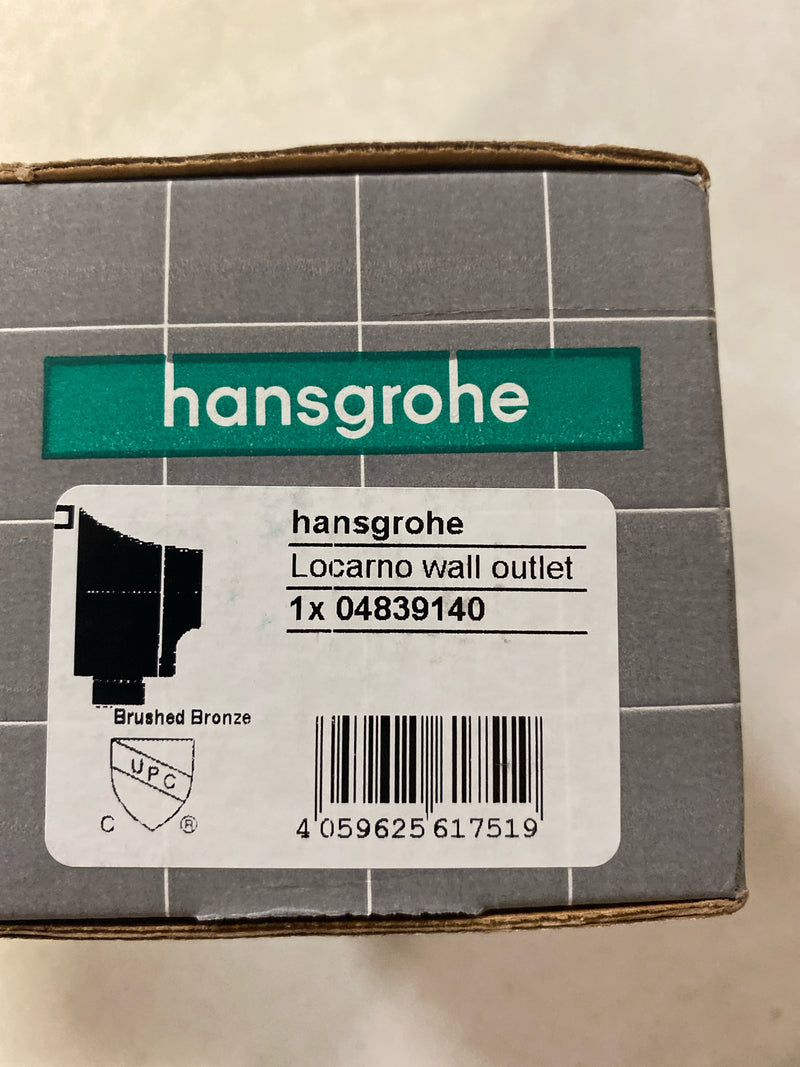 hansgrohe
hansgrohe
Locarno wall outlet
1x 04839140
Brushed Bronze
UPC
C ®
4 059625 617519